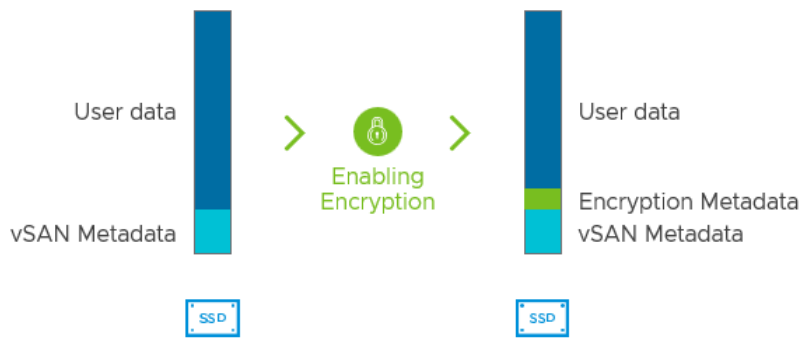 User data
vSAN Metadata
SSD
Enabling
Encryption
User data
Encryption Metadata
vSAN Metadata
SSD